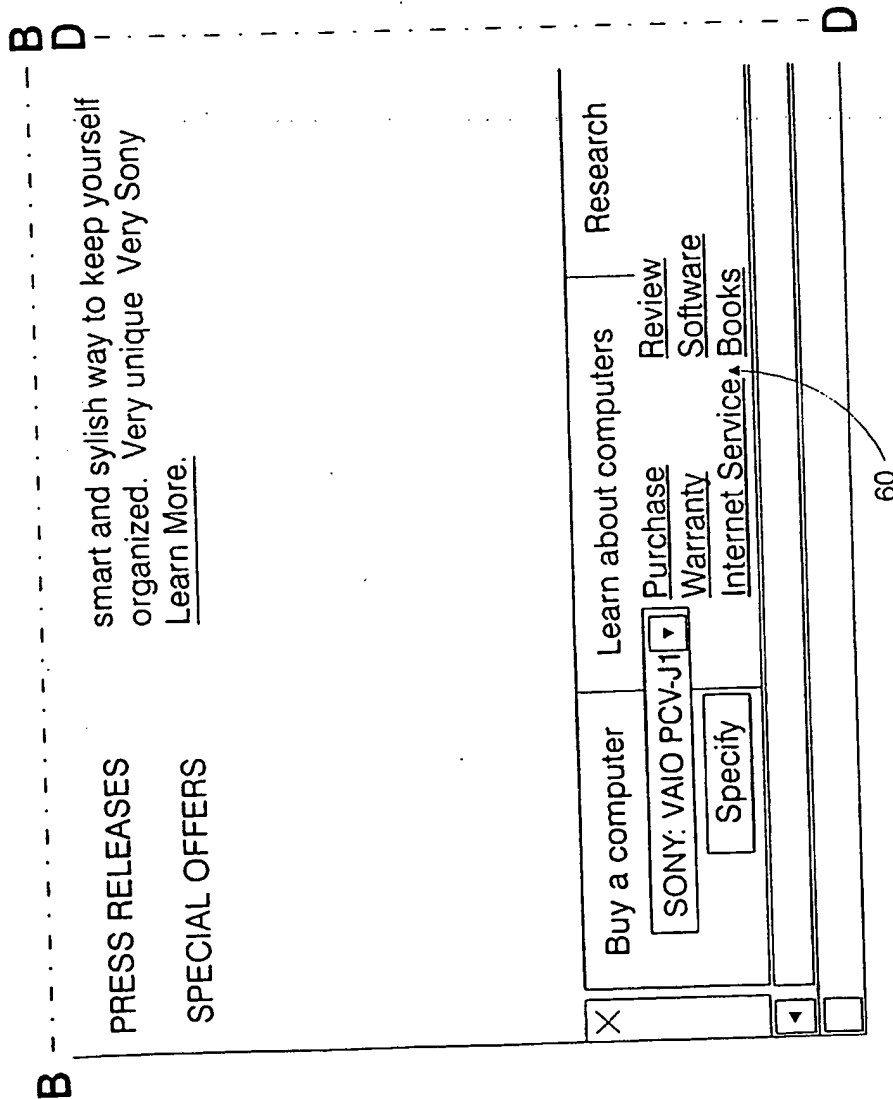 B B
D
PRESS RELEASES
SPECIAL OFFERS
smart and sylish way to keep yourself
organized. Very unique Very Sony
Learn More.
X
Buy a computer
SONY: VAIO PCV-J1
Specify
Learn about computers
Purchase Review
Warranty Software
Internet Service Books
Research
60
D